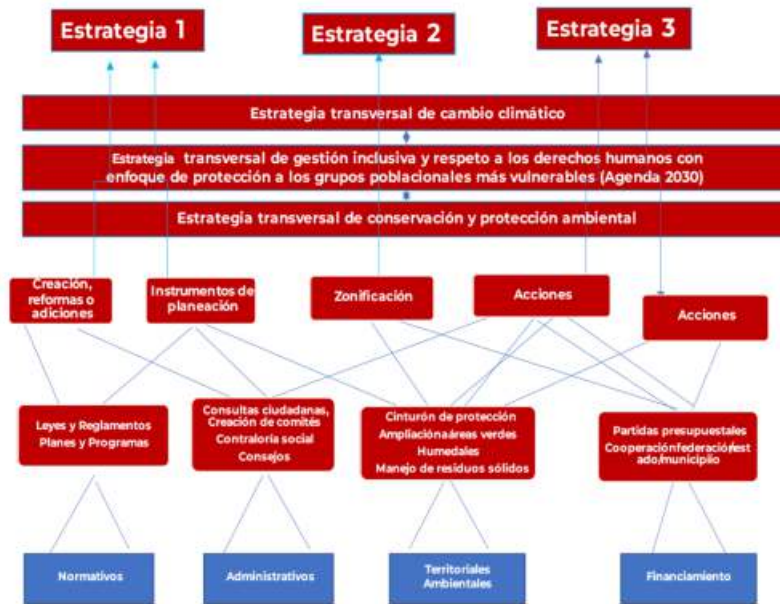 Estrategia 1
Estrategia 2
Estrategia 3
Estrategia transversal de cambio climático
Estrategia transversal de gestión inclusiva y respeto a los derechos humanos con
enfoque de protección a los grupos poblacionales más vulnerables (Agenda 2030)
Estrategia transversal de conservación y protección ambiental
Creación,
reformas o
adiciones
Instrumentos de
planeación
Zonificación
Acciones
Acciones
Leyes y Reglamentos
Planes y Programas
Consultas ciudadanas,
Creación de comités
Contraloría social
Consejos
Cinturón de protección
Ampliaciónaáreas verdes
Humedales
Manejo de residuos sólidos
Partidas presupuestales
Cooperaciónfederación/est
ado/municipiio
Normativos
Administrativos
Territoriales
Ambientales
Financiamiento